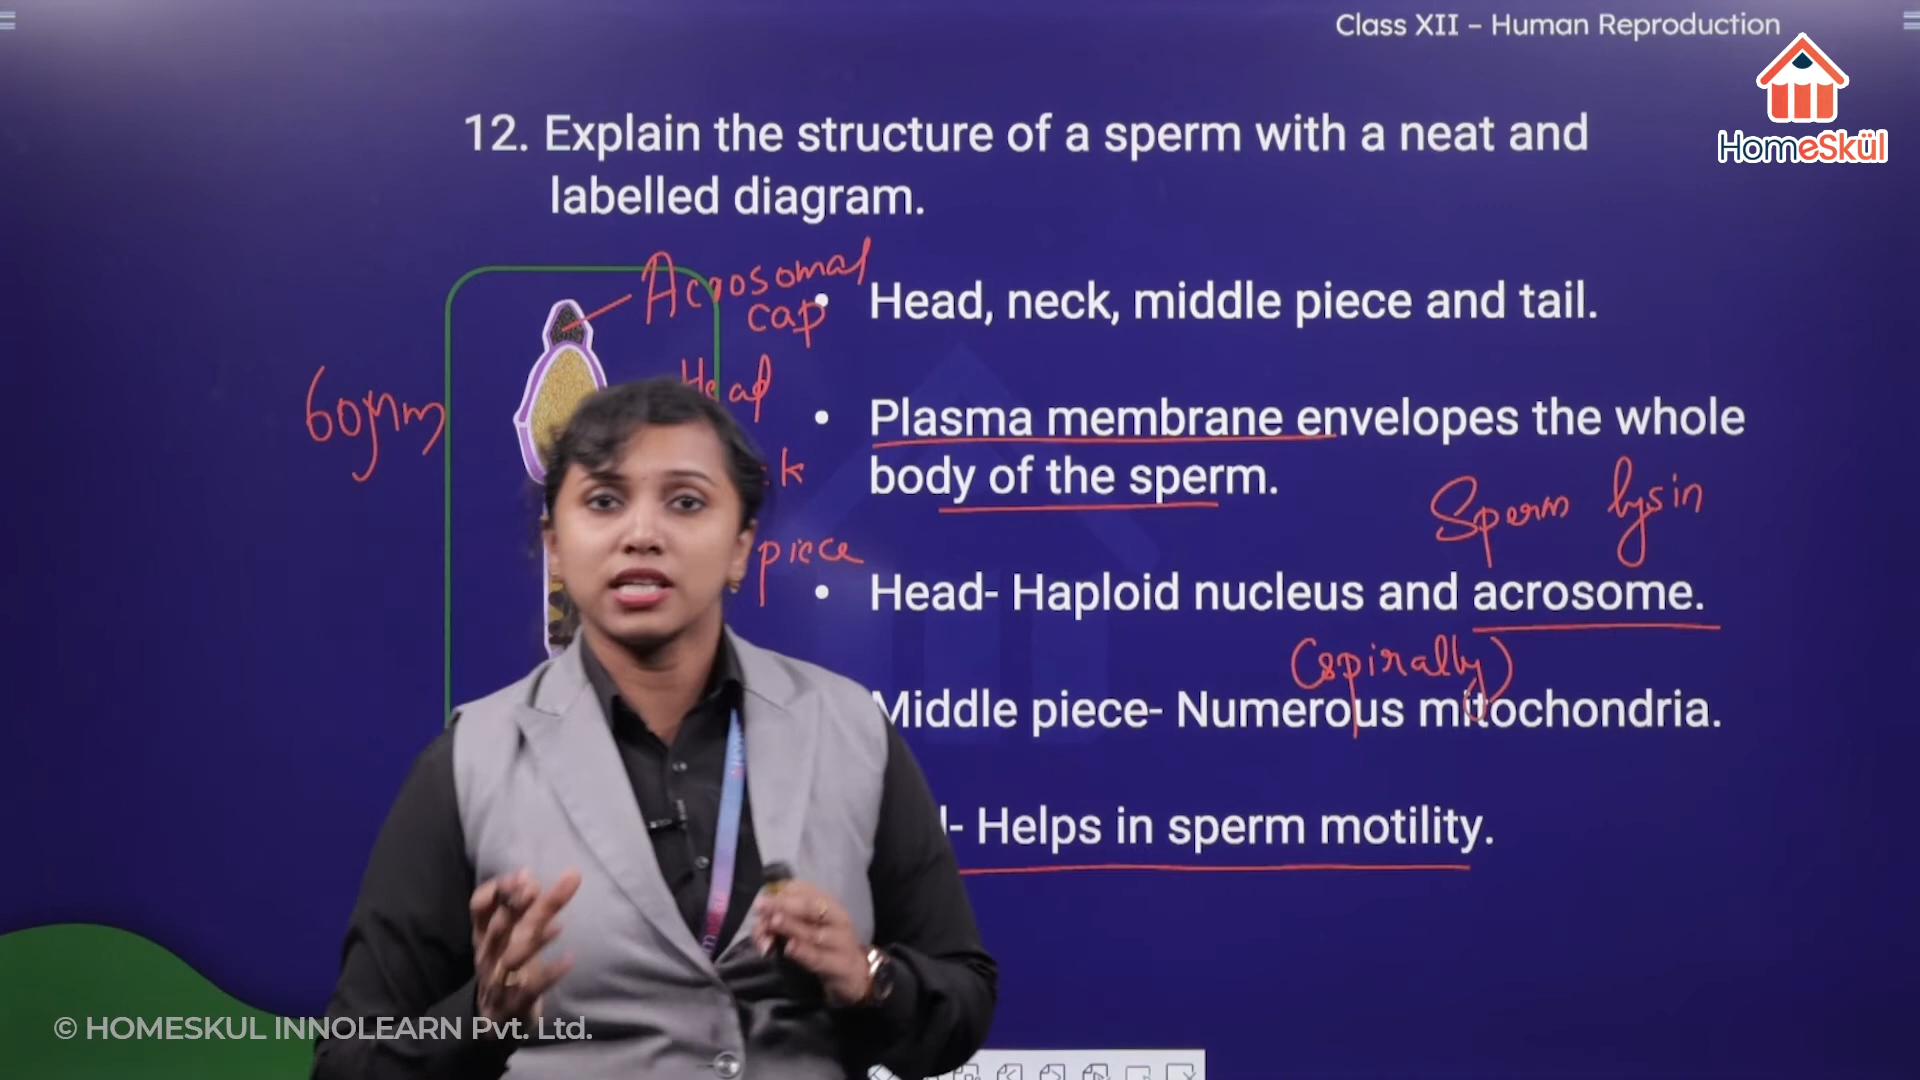 Class XII – Human Reproduction
HomeSkül
12. Explain the structure of a sperm with a neat and
labelled diagram.
Acrosomal
cap
• Head, neck, middle piece and tail.
60μm
Head
• Plasma membrane envelopes the whole
body of the sperm.
Sperm lysin
piece
• Head- Haploid nucleus and acrosome.
(spirally)
Middle piece- Numerous mitochondria.
l- Helps in sperm motility.
© HOMESKUL INNOLEARN Pvt. Ltd.